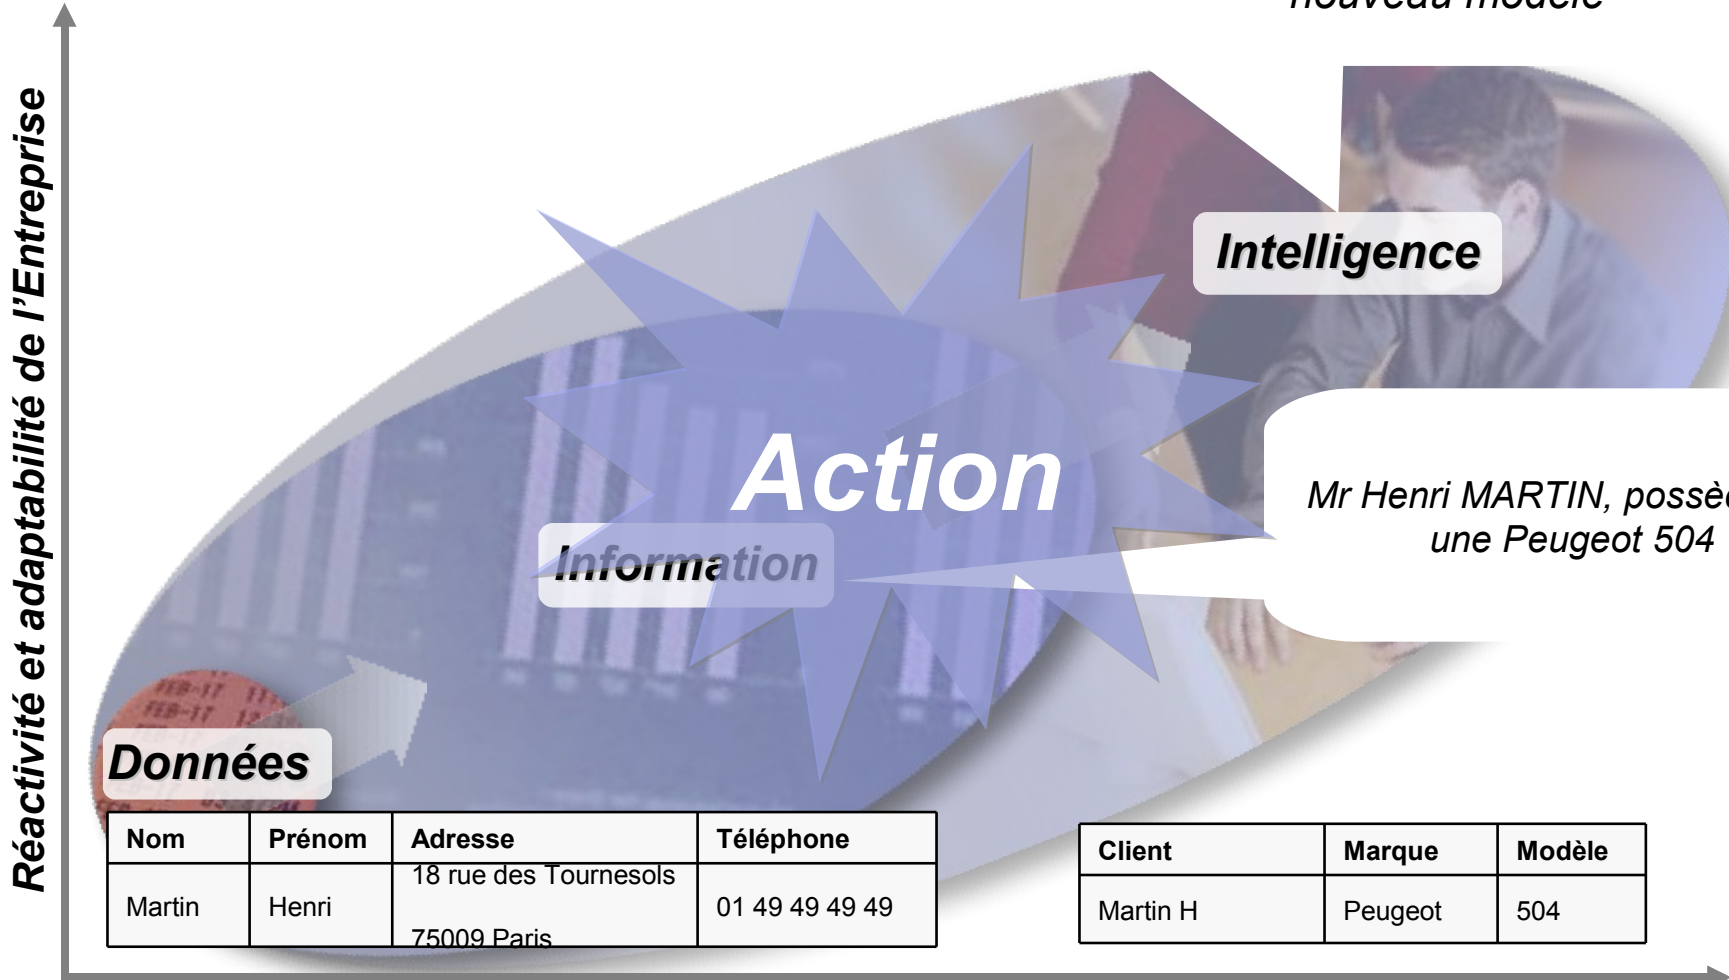 nouveau modèle
Réactivité et adaptabilité de l'Entreprise
Intelligence
Action
Mr Henri MARTIN, possè
une Peugeot 504
Information
Données
Nom Prénom Adresse Téléphone
Martin Henri 18 rue des Tournesols 75009 Paris 01 49 49 49 49
Client Marque Modèle
Martin H Peugeot 504